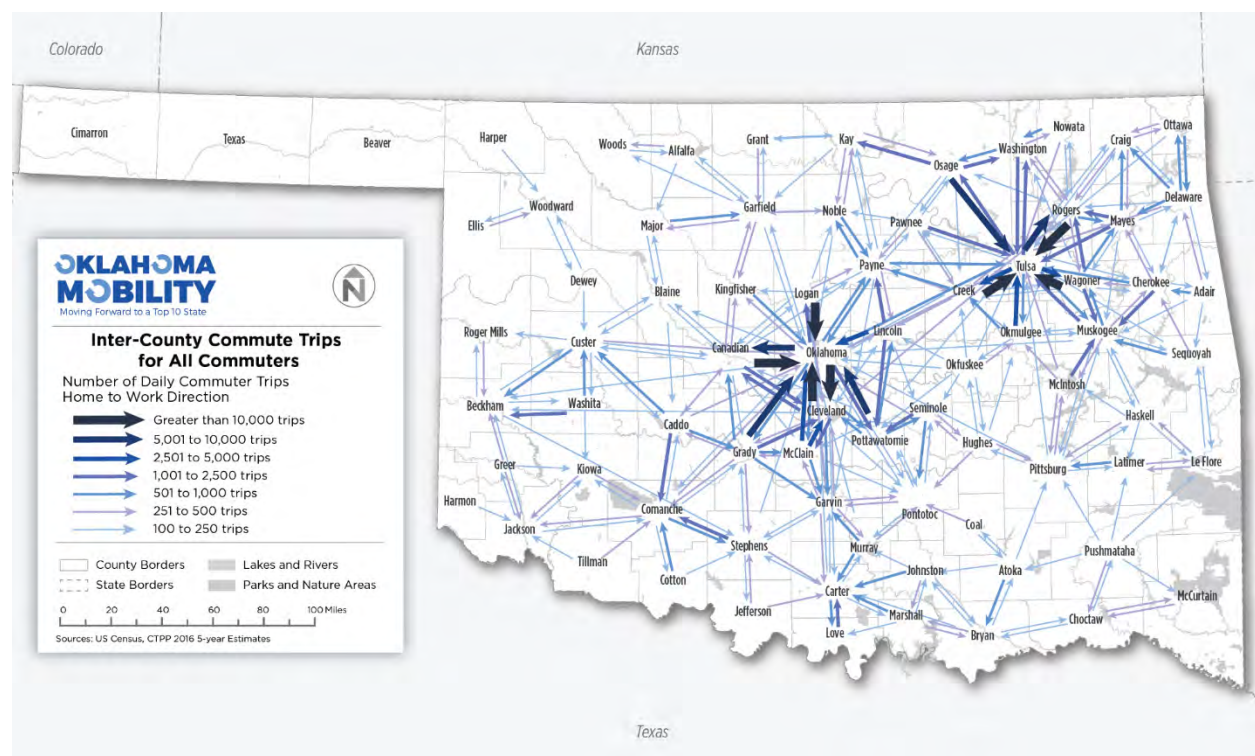 Colorado
Kansas
Cimarron
Texas
Beaver
Harper
Woods
Alfalfa
Grant
Kay
Osage
Washington
Nowata
Craig
Ottawa
Ellis
Woodward
Major
Garfield
Noble
Pawnee
Rogers
Mayes
Delaware
Dewey
Blaine
Kingfisher
Logan
Payne
Creek
Tulsa
Wagoner
Cherokee
Adair
Roger Mills
Custer
Canadian
Oklahoma
Lincoln
Okmulgee
Muskogee
Sequoyah
Okfuskee
McIntosh
Beckham
Washita
Caddo
Cleveland
Pottawatomie
Seminole
Hughes
Haskell
Grady
McClain
Pittsburg
Latimer
Le Flore
Greer
Kiowa
Harmon
Jackson
Comanche
Garvin
Pontotoc
Coal
Tillman
Cotton
Stephens
Murray
Johnston
Atoka
Pushmataha
Jefferson
Carter
Love
Marshall
Bryan
Choctaw
McCurtain
Texas
OKLAHOMA
MOBILITY
Moving Forward to a Top 10 State
N
Inter-County Commute Trips
for All Commuters
Number of Daily Commuter Trips
Home to Work Direction
Greater than 10,000 trips
5,001 to 10,000 trips
2,501 to 5,000 trips
1,001 to 2,500 trips
501 to 1,000 trips
251 to 500 trips
100 to 250 trips
County Borders
Lakes and Rivers
State Borders
Parks and Nature Areas
0 20 40 60 80 100 Miles
Sources: US Census, CTPP 2016 5-year Estimates